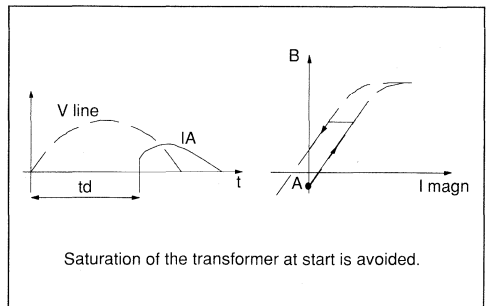 B
V line
IA
t
td
A
I magn
Saturation of the transformer at start is avoided.